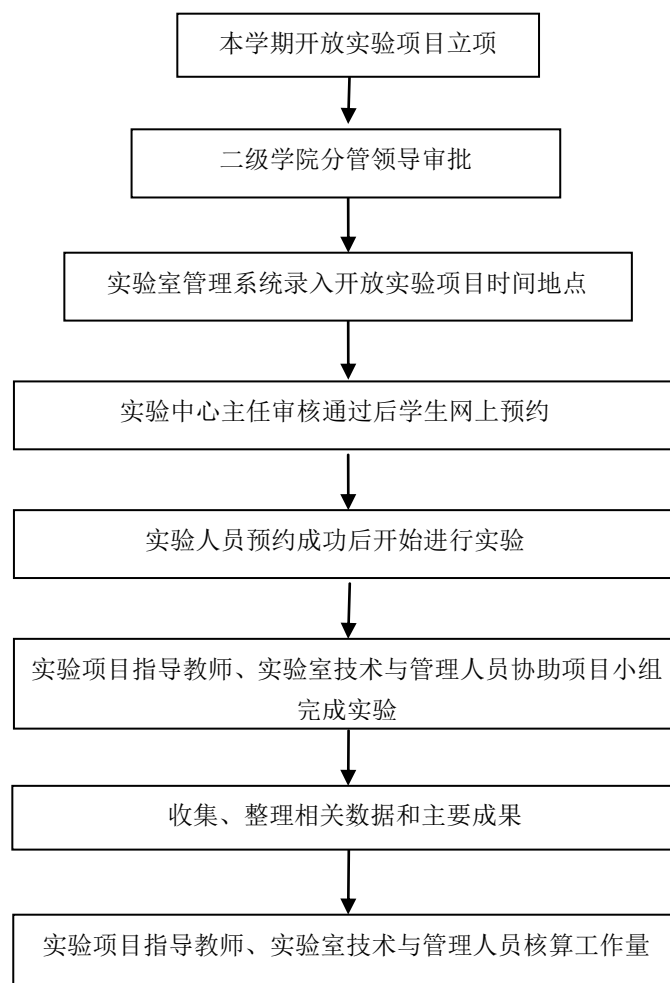 本学期开放实验项目立项
二级学院分管领导审批
实验室管理系统录入开放实验项目时间地点
实验中心主任审核通过后学生网上预约
实验人员预约成功后开始进行实验
实验项目指导教师、实验室技术与管理人员协助项目小组
完成实验
收集、整理相关数据和主要成果
实验项目指导教师、实验室技术与管理人员核算工作量